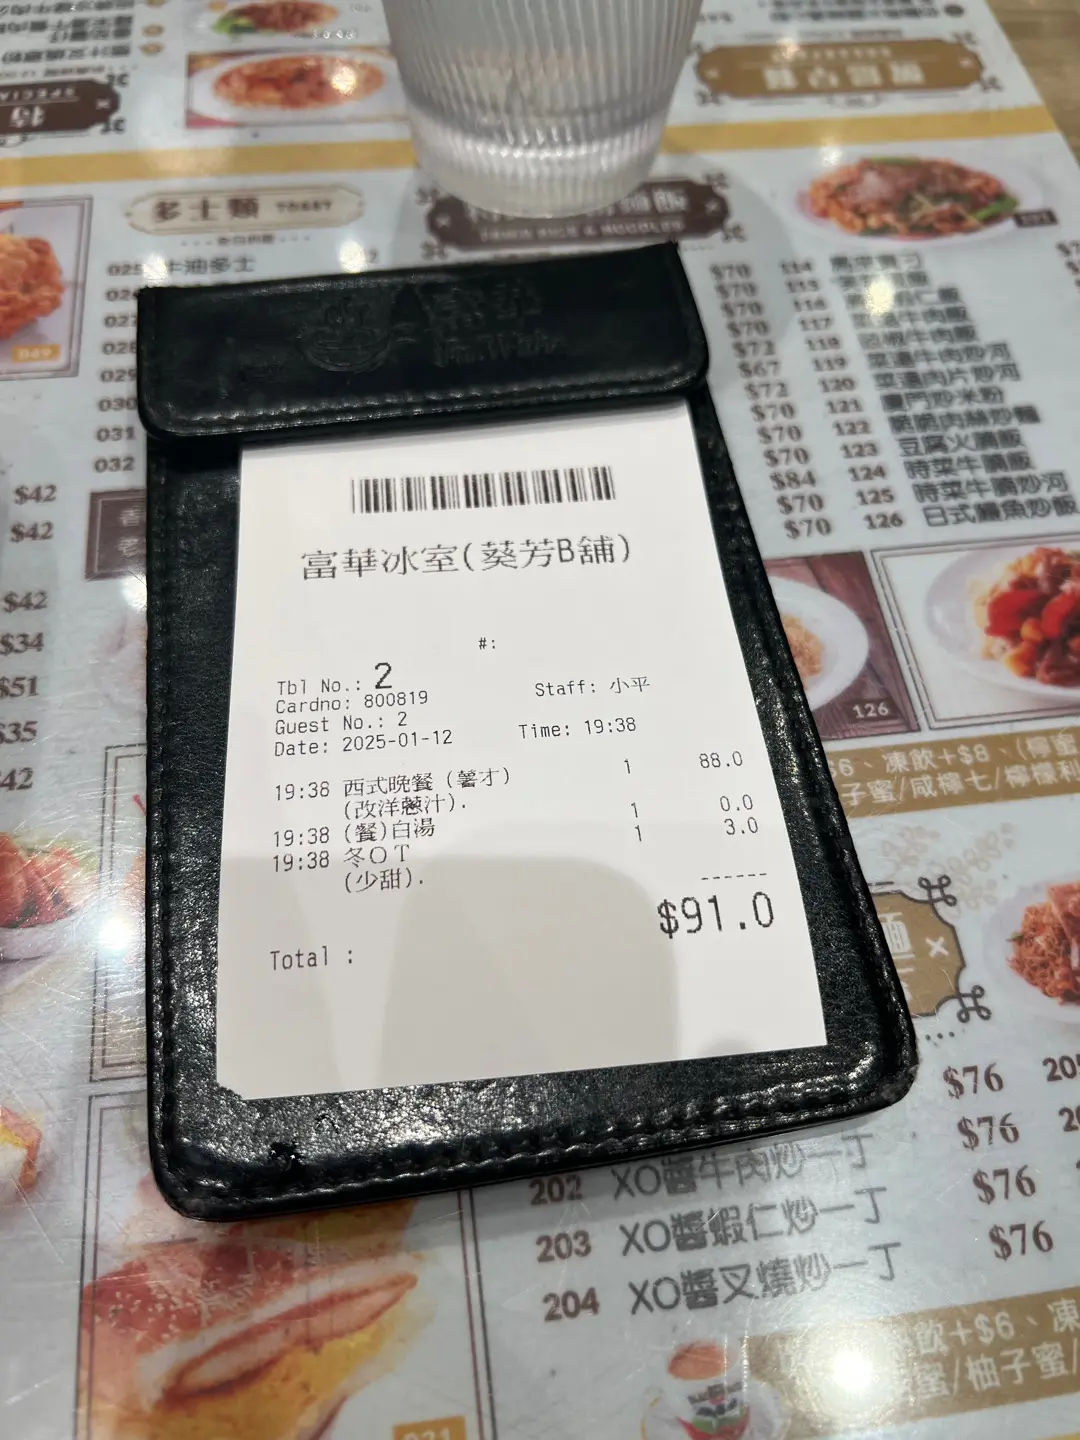 多士類 TOAST
025 牛油多士
026
027
028
029
030
031
032
$42
$42
$42
$34
$51
$35
42
富華冰室(葵芳B舖)
#:
Tbl No.: 2
Cardno: 800819
Staff: 小平
Guest No.: 2
Date: 2025-01-12
Time: 19:38
19:38 西式晚餐 (薯才) 1 88.0
(改洋蔥汁).
19:38 (餐)白湯 1 0.0
19:38 冬OT 1 3.0
(少甜).
------
$91.0
Total :
$70 114
$70 115
$70 116
$72 117
$67 118
$72 119 菜遠牛肉炒河
$70 120 菜遠肉片炒河
$70 121 廈門炒米粉
$70 122
$84 123 豆腐火腩飯
$70 124 時菜牛腩飯
$70 125 時菜牛腩炒河
126 日式鰻魚炒飯
126
凍飲+$8
子蜜/咸檸七/檸檬利
$76 205
$76
$76
$76
202 XO醬牛肉炒一丁
203 XO醬蝦仁炒一丁
204 XO醬叉燒炒一丁
飲+$6、凍
蜜/柚子蜜/